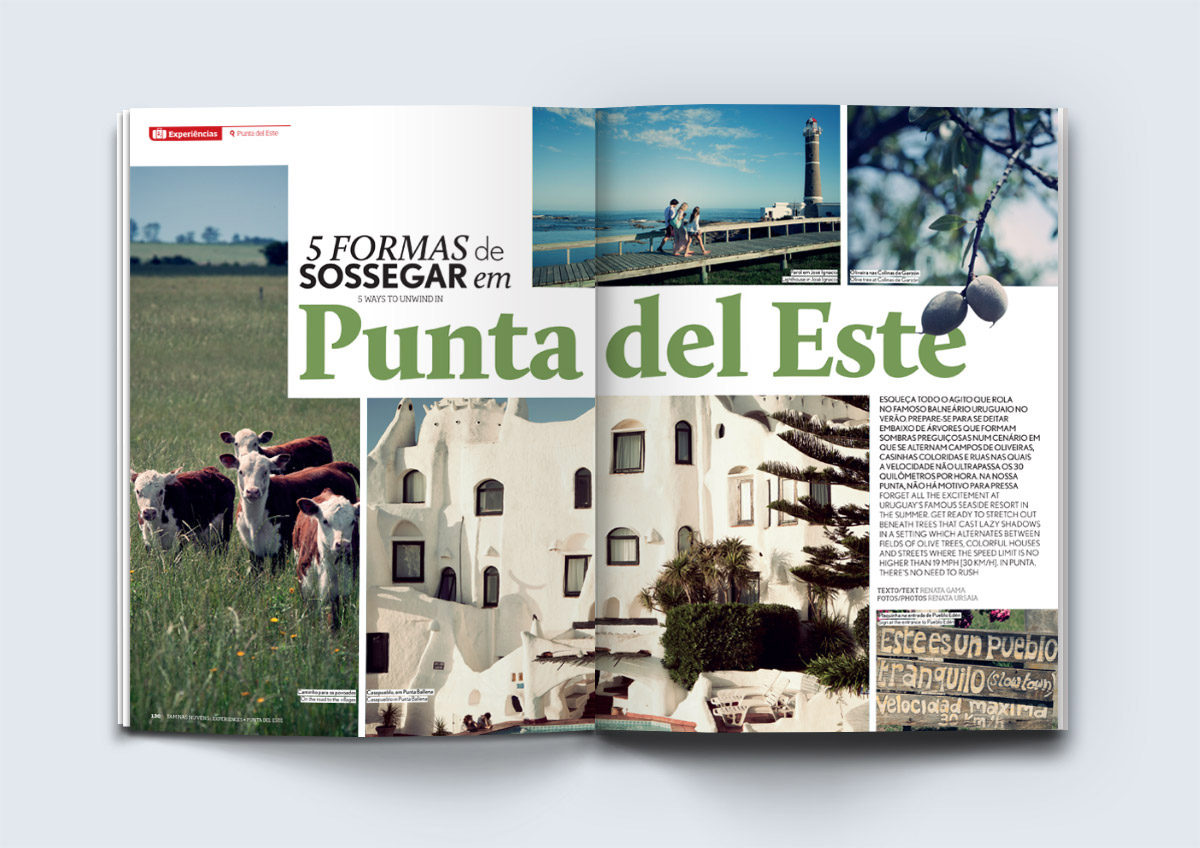 Experiências
Punta del Este
5 FORMAS de
SOSSEGAR em
5 WAYS TO UNWIND IN
Punta del Este
Farol em José Ignacio
Lighthouse in José Ignacio
Oliveira nas Colinas de Garzón
Olive tree at Colinas de Garzón
ESQUEÇA TODO O AGITO QUE ROLA
NO FAMOSO BALNEÁRIO URUGUAIO NO
VERÃO. PREPARE-SE PARA SE DEITAR
EMBAIXO DE ÁRVORES QUE FORMAM
SOMBRAS PREGUIÇOSAS NUM CENÁRIO EM
QUE SE ALTERNAM CAMPOS DE OLIVEIRAS,
CASINHAS COLORIDAS E RUAS NAS QUAIS
A VELOCIDADE NÃO ULTRAPASSA OS 30
QUILÔMETROS POR HORA. NA NOSSA
PUNTA, NÃO HÁ MOTIVO PARA PRESSA
FORGET ALL THE EXCITEMENT AT
URUGUAY'S FAMOUS SEASIDE RESORT IN
THE SUMMER. GET READY TO STRETCH OUT
BENEATH TREES THAT CAST LAZY SHADOWS
IN A SETTING WHICH ALTERNATES BETWEEN
FIELDS OF OLIVE TREES, COLORFUL HOUSES
AND STREETS WHERE THE SPEED LIMIT IS NO
HIGHER THAN 19 MPH [30 KM/H]. IN PUNTA,
THERE'S NO NEED TO RUSH
TEXTO/TEXT RENATA GAMA
FOTOS/PHOTOS RENATA URSAIA
Plaquinha na entrada de Pueblo Edén
Sign at the entrance to Pueblo Edén
Este es un pueblo
tranquilo (slow town)
Velocidad maxima
30 Km/h
Caminho para os povoados
On the road to the villages
Casapueblo, em Punta Ballena
Casapueblo in Punta Ballena
130 TAM NAS NUVENS: EXPERIENCES • PUNTA DEL ESTE